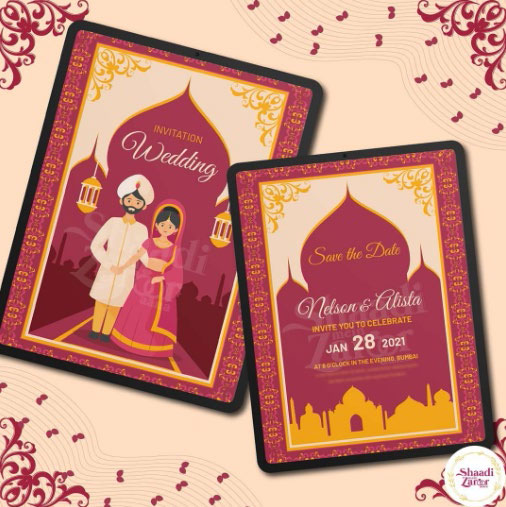 INVITATION
Wedding
Save the Date
Nelson & Alista
INVITE YOU TO CELEBRATE
JAN 28 2021
AT 8 O'CLOCK IN THE EVENING, MUMBAI
Shaadi
Zamor